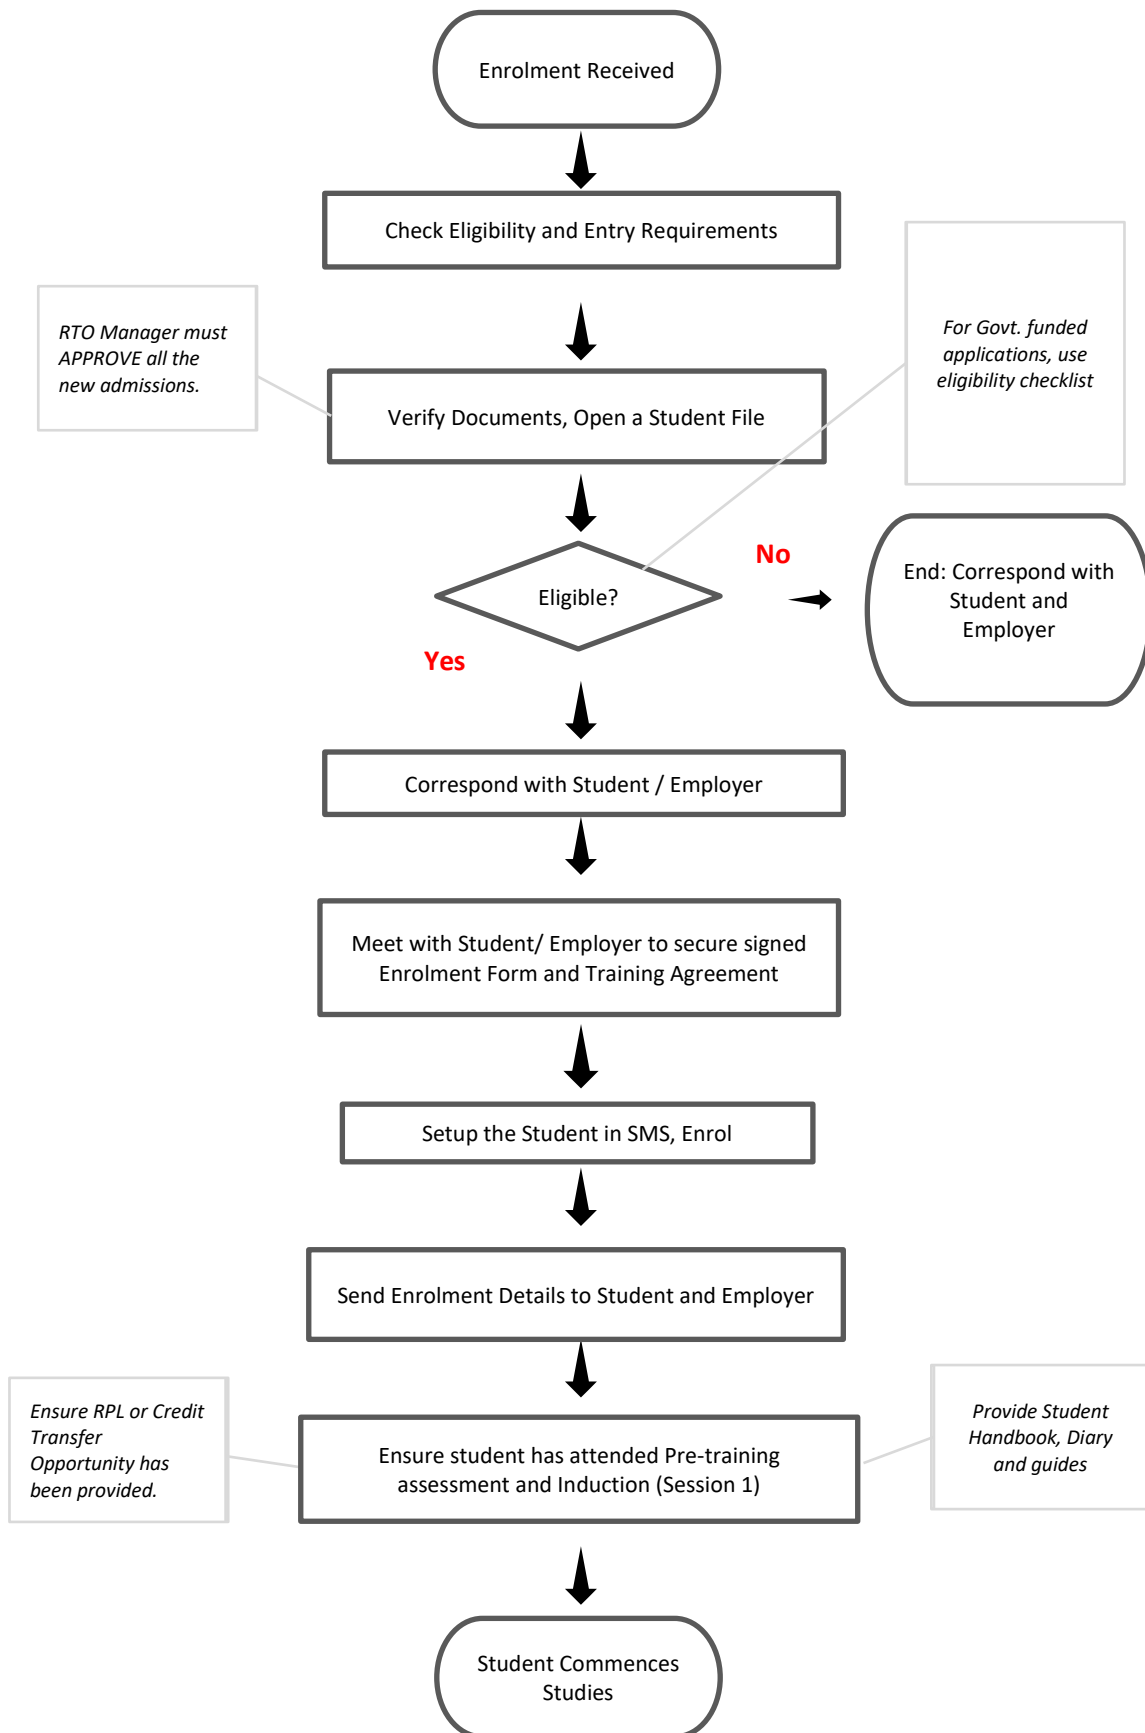 Enrolment Received
Check Eligibility and Entry Requirements
RTO Manager must
APPROVE all the
new admissions.
For Govt. funded
applications, use
eligibility checklist
Verify Documents, Open a Student File
Eligible?
No
End: Correspond with
Student and
Employer
Yes
Correspond with Student / Employer
Meet with Student/ Employer to secure signed
Enrolment Form and Training Agreement
Setup the Student in SMS, Enrol
Send Enrolment Details to Student and Employer
Ensure RPL or Credit
Transfer
Opportunity has
been provided.
Ensure student has attended Pre-training
assessment and Induction (Session 1)
Provide Student
Handbook, Diary
and guides
Student Commences
Studies